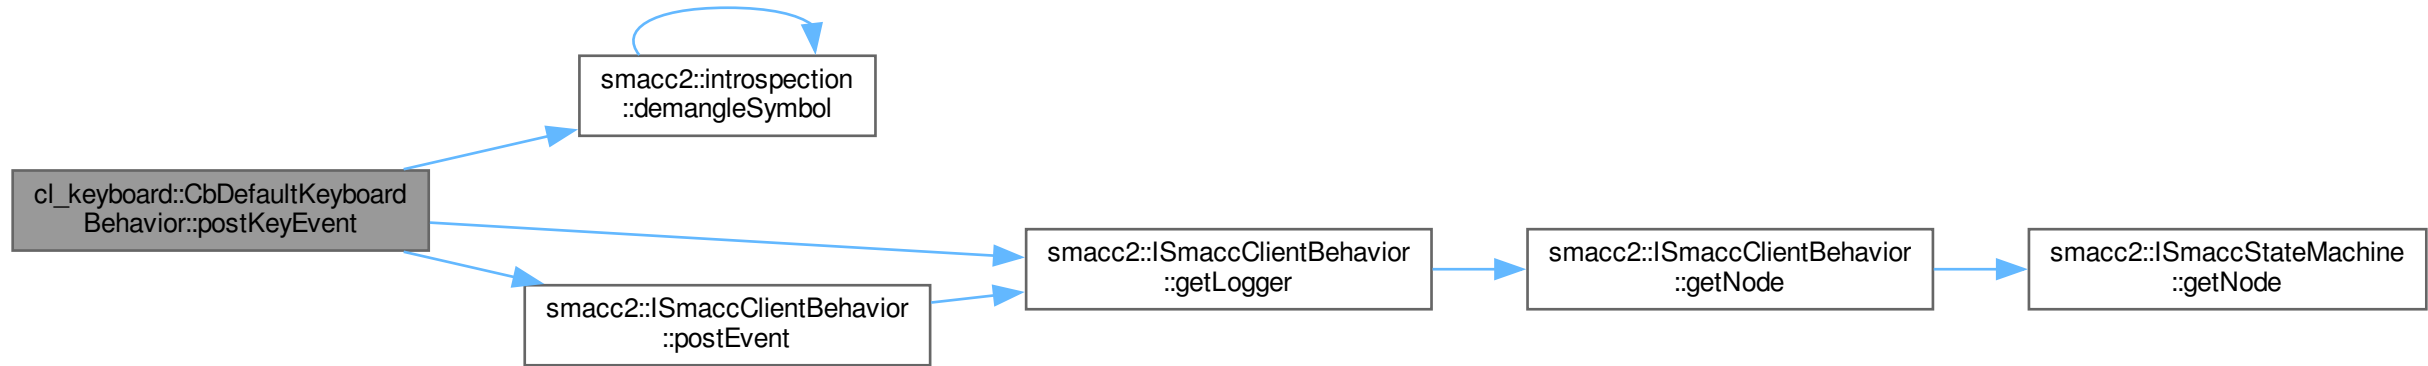 smacc2::introspection
::demangleSymbol
cl_keyboard::CbDefaultKeyboard
Behavior::postKeyEvent
smacc2::ISmaccClientBehavior
::getLogger
smacc2::ISmaccClientBehavior
::getNode
smacc2::ISmaccStateMachine
::getNode
smacc2::ISmaccClientBehavior
::postEvent